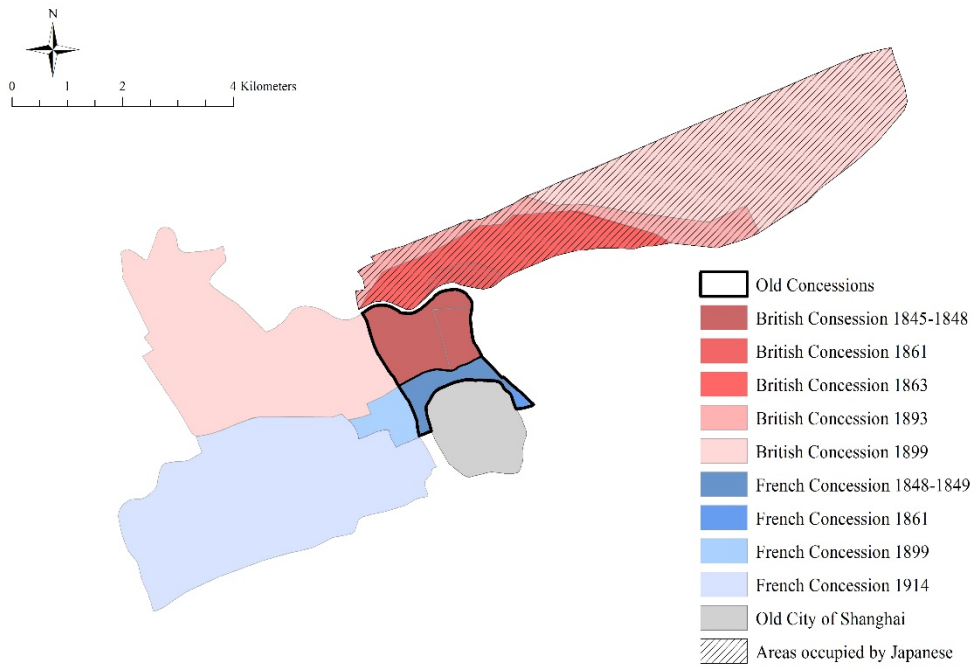 N
0 1 2 4 Kilometers
Old Concessions
British Consession 1845-1848
British Concession 1861
British Concession 1863
British Concession 1893
British Concession 1899
French Concession 1848-1849
French Concession 1861
French Concession 1899
French Concession 1914
Old City of Shanghai
Areas occupied by Japanese